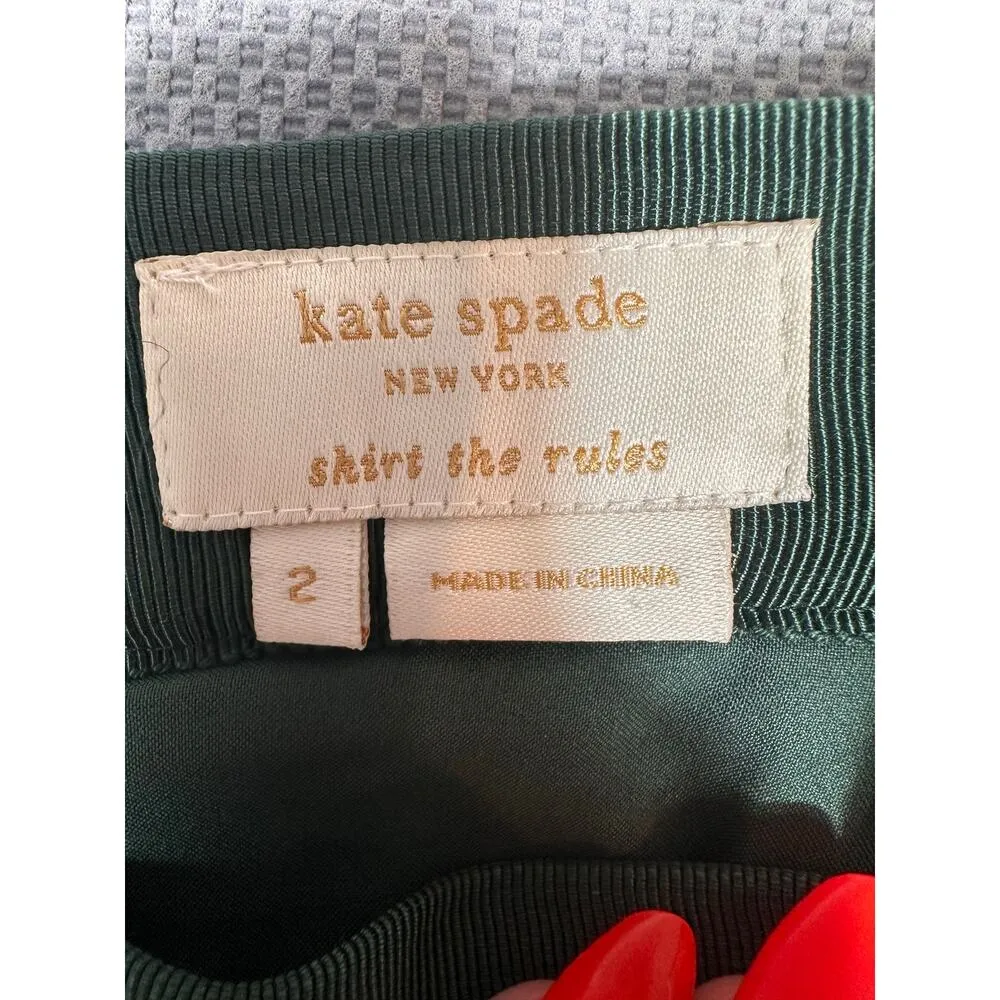 kate spade
NEW YORK
skirt the rules
2
MADE IN CHINA